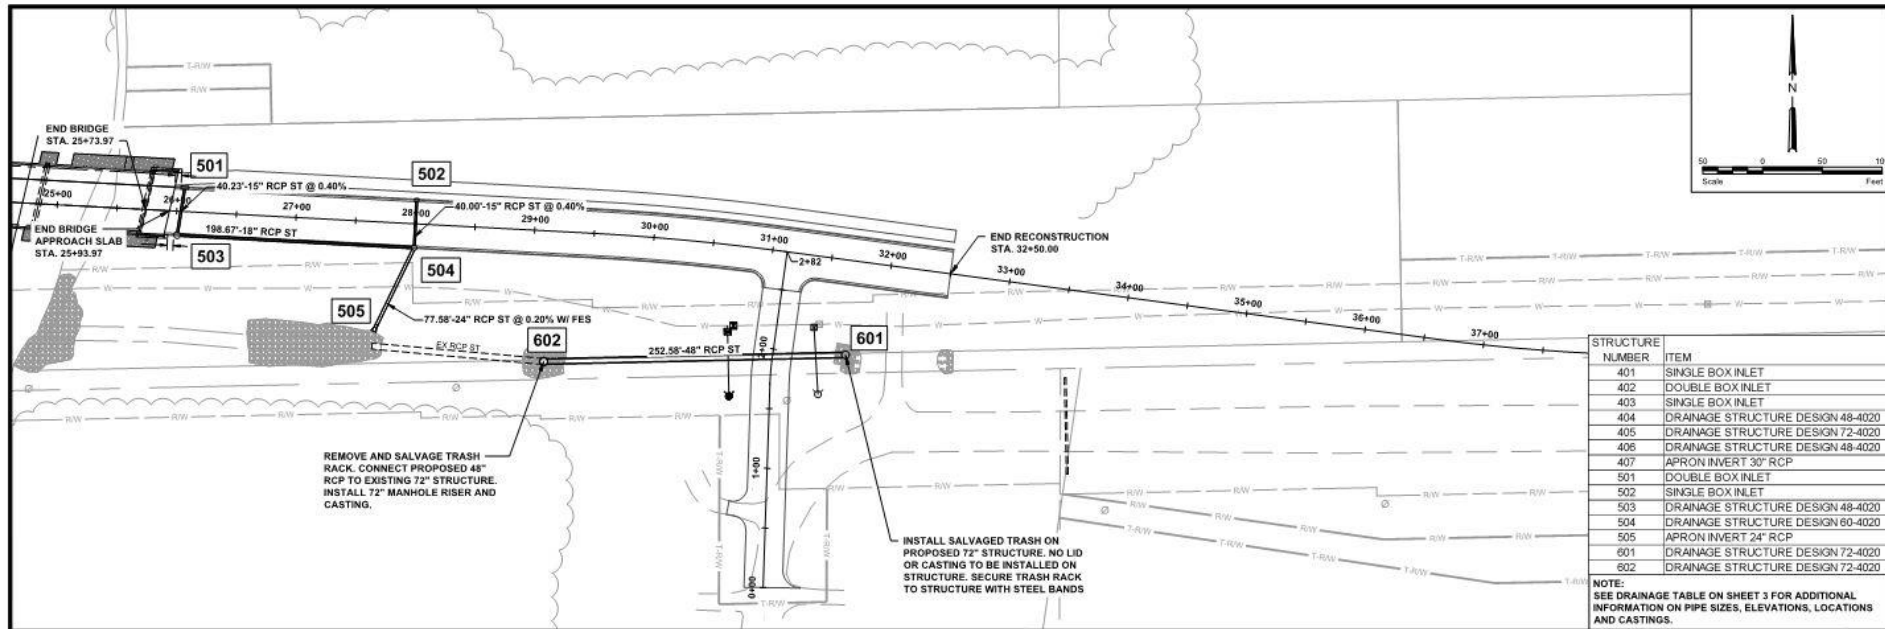 T-R/W
R/W
END BRIDGE
STA. 25+73.97
501
502
40.23'-15" RCP ST @ 0.40%
40.00'-15" RCP ST @ 0.40%
25+00
26+00
27+00
28+00
29+00
30+00
31+00
32+00
33+00
34+00
35+00
36+00
37+00
END BRIDGE
APPROACH SLAB
STA. 25+93.97
198.67'-18" RCP ST
503
504
505
END RECONSTRUCTION
STA. 32+50.00
2+82
77.58'-24" RCP ST @ 0.20% W/ FES
EX RCP ST
602
252.58'-48" RCP ST
601
2+00
1+00
0+00
R/W
R/W
R/W
R/W
R/W
W
W
W
W
W
W
T-R/W
T-R/W
T-R/W
T-R/W
R/W
R/W
R/W
R/W
R/W
REMOVE AND SALVAGE TRASH
RACK. CONNECT PROPOSED 48"
RCP TO EXISTING 72" STRUCTURE.
INSTALL 72" MANHOLE RISER AND
CASTING.
INSTALL SALVAGED TRASH ON
PROPOSED 72" STRUCTURE. NO LID
OR CASTING TO BE INSTALLED ON
STRUCTURE. SECURE TRASH RACK
TO STRUCTURE WITH STEEL BANDS
T-R/W
T-R/W
T-R/W
R/W
R/W
R/W
R/W
R/W
T-R/W
T-R/W
T-R/W
N
50 0 50 100
Scale Feet
STRUCTURE
NUMBER ITEM
401 SINGLE BOX INLET
402 DOUBLE BOX INLET
403 SINGLE BOX INLET
404 DRAINAGE STRUCTURE DESIGN 48-4020
405 DRAINAGE STRUCTURE DESIGN 72-4020
406 DRAINAGE STRUCTURE DESIGN 48-4020
407 APRON INVERT 30" RCP
501 DOUBLE BOX INLET
502 SINGLE BOX INLET
503 DRAINAGE STRUCTURE DESIGN 48-4020
504 DRAINAGE STRUCTURE DESIGN 60-4020
505 APRON INVERT 24" RCP
601 DRAINAGE STRUCTURE DESIGN 72-4020
602 DRAINAGE STRUCTURE DESIGN 72-4020
NOTE:
SEE DRAINAGE TABLE ON SHEET 3 FOR ADDITIONAL
INFORMATION ON PIPE SIZES, ELEVATIONS, LOCATIONS
AND CASTINGS.